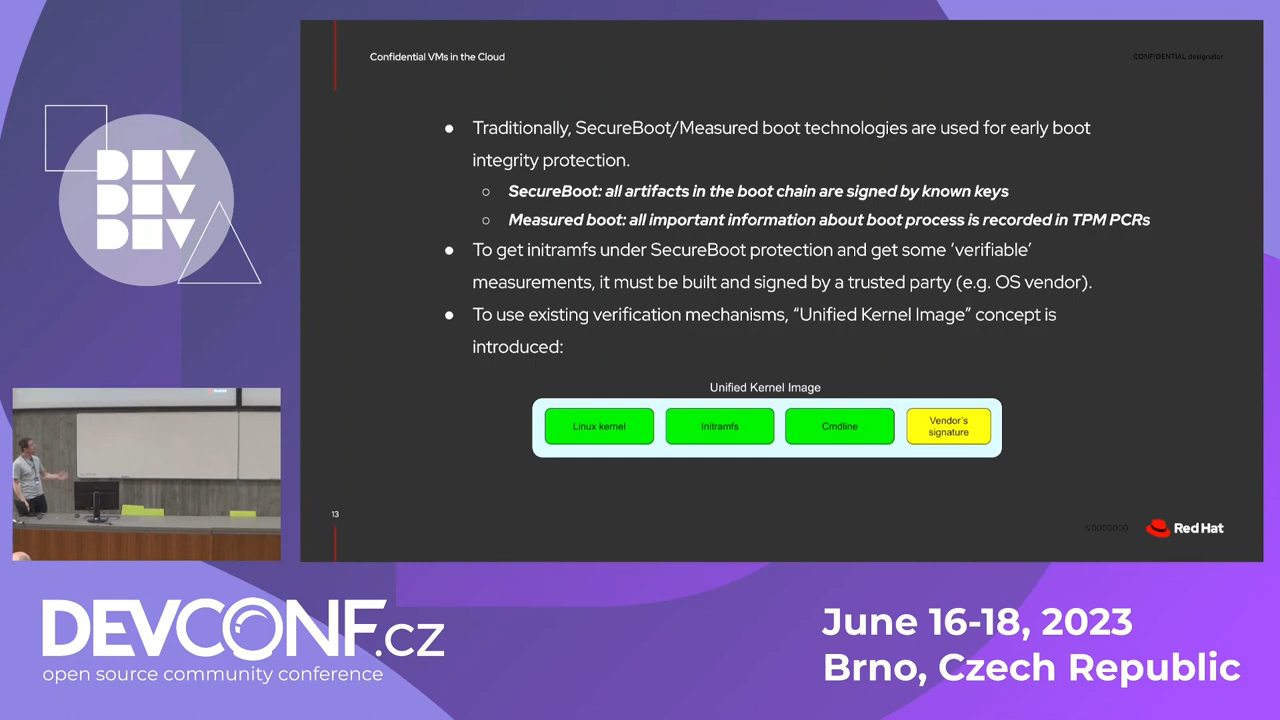 Confidential VMs in the Cloud
CONFIDENTIAL designator
DEV
DEV
DEV
● Traditionally, SecureBoot/Measured boot technologies are used for early boot
integrity protection.
○ SecureBoot: all artifacts in the boot chain are signed by known keys
○ Measured boot: all important information about boot process is recorded in TPM PCRs
● To get initramfs under SecureBoot protection and get some ‘verifiable’
measurements, it must be built and signed by a trusted party (e.g. OS vendor).
● To use existing verification mechanisms, “Unified Kernel Image” concept is
introduced:
Unified Kernel Image
Linux kernel
Initramfs
Cmdline
Vendor´s
signature
13
V0000000
Red Hat
DEVCONF.cz
open source community conference
June 16-18, 2023
Brno, Czech Republic